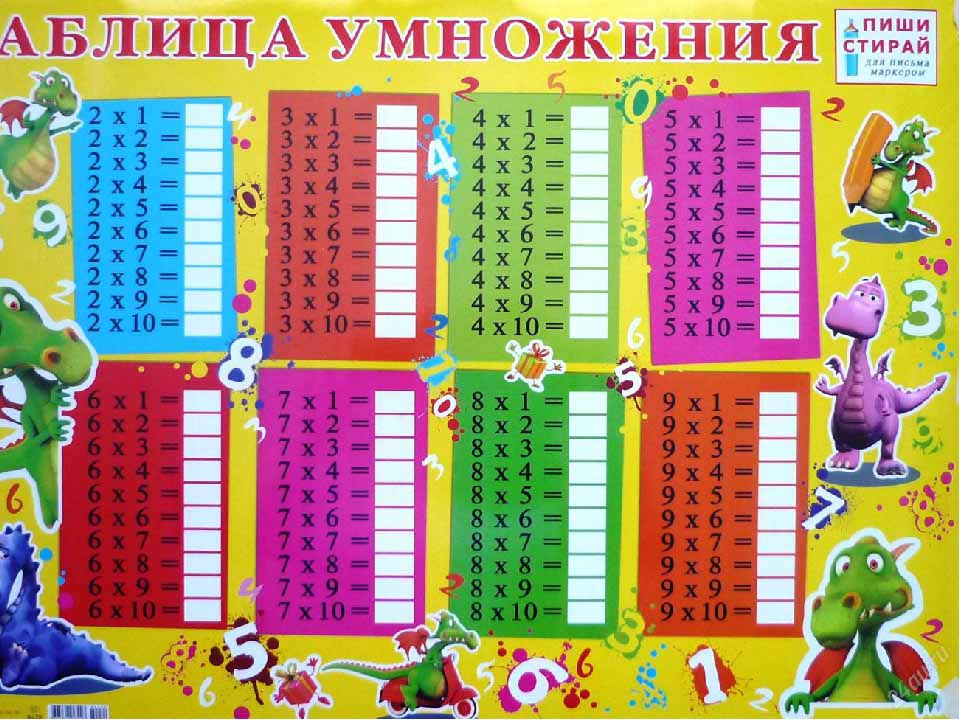 АБЛИЦА УМНОЖЕНИЯ
ПИШИ
СТИРАЙ
для письма
маркером
2 x 1 =
2 x 2 =
2 x 3 =
2 x 4 =
2 x 5 =
2 x 6 =
2 x 7 =
2 x 8 =
2 x 9 =
2 x 10 =
3 x 1 =
3 x 2 =
3 x 3 =
3 x 4 =
3 x 5 =
3 x 6 =
3 x 7 =
3 x 8 =
3 x 9 =
3 x 10 =
4 x 1 =
4 x 2 =
4 x 3 =
4 x 4 =
4 x 5 =
4 x 6 =
4 x 7 =
4 x 8 =
4 x 9 =
4 x 10 =
5 x 1 =
5 x 2 =
5 x 3 =
5 x 4 =
5 x 5 =
5 x 6 =
5 x 7 =
5 x 8 =
5 x 9 =
5 x 10 =
6 x 1 =
6 x 2 =
6 x 3 =
6 x 4 =
6 x 5 =
6 x 6 =
6 x 7 =
6 x 8 =
6 x 9 =
6 x 10 =
7 x 1 =
7 x 2 =
7 x 3 =
7 x 4 =
7 x 5 =
7 x 6 =
7 x 7 =
7 x 8 =
7 x 9 =
7 x 10 =
8 x 1 =
8 x 2 =
8 x 3 =
8 x 4 =
8 x 5 =
8 x 6 =
8 x 7 =
8 x 8 =
8 x 9 =
8 x 10 =
9 x 1 =
9 x 2 =
9 x 3 =
9 x 4 =
9 x 5 =
9 x 6 =
9 x 7 =
9 x 8 =
9 x 9 =
9 x 10 =